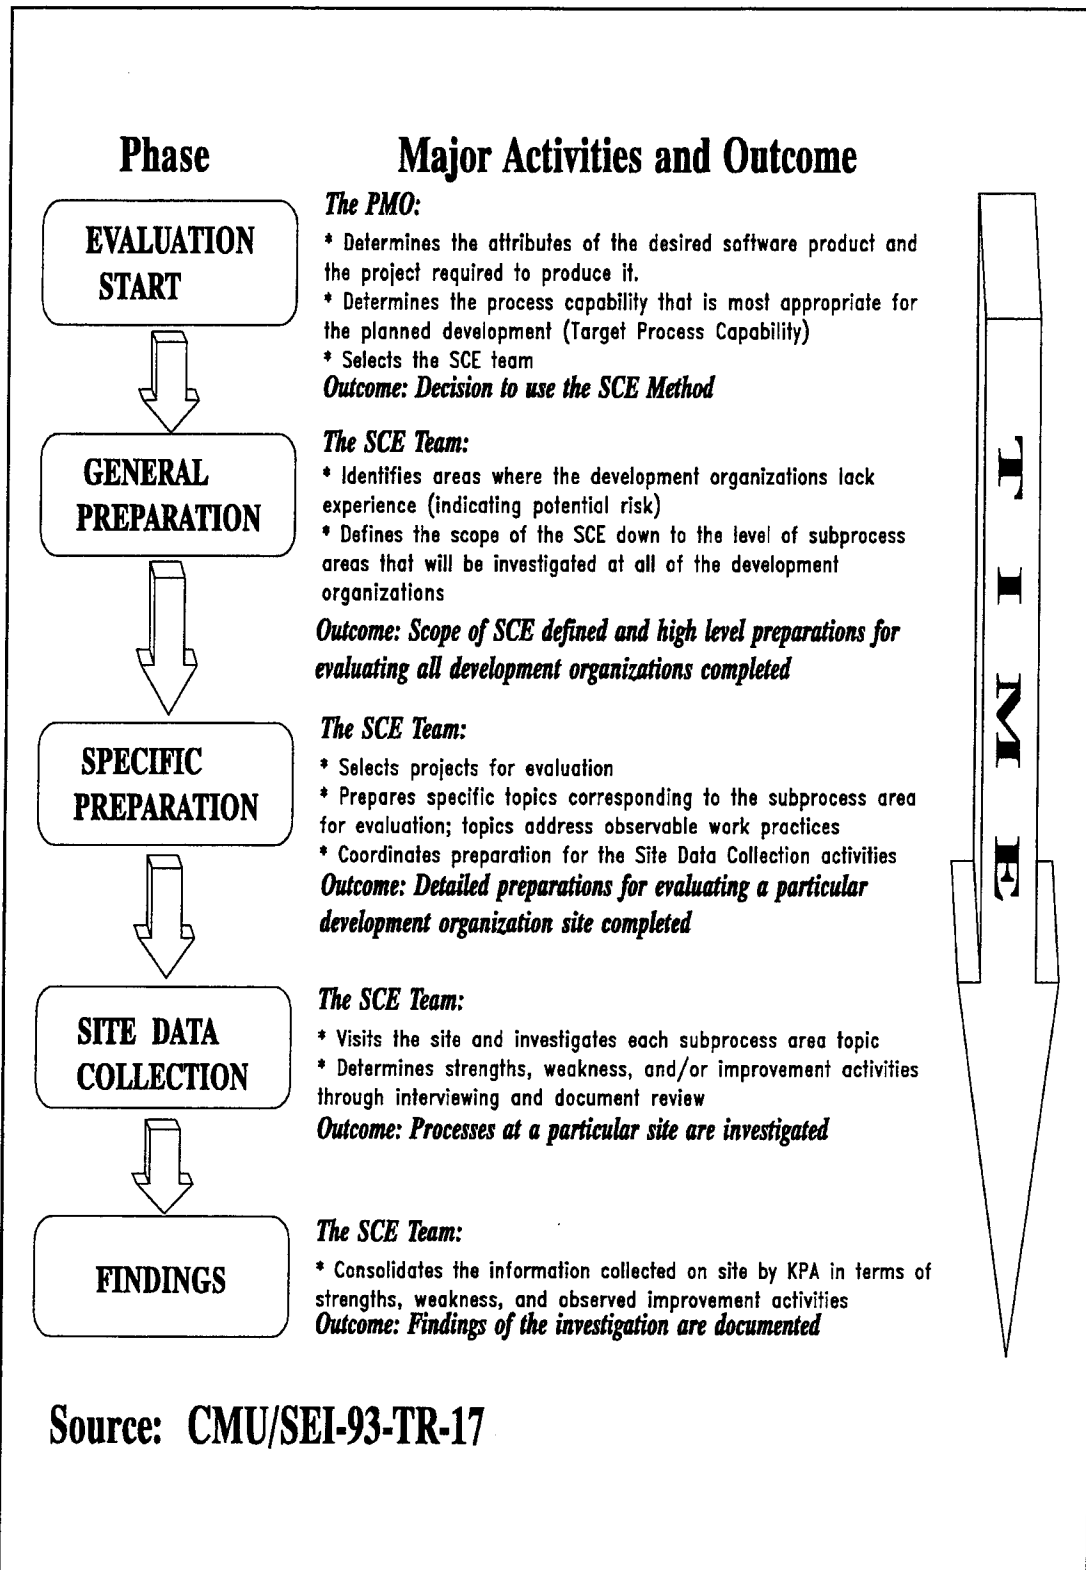 Phase
Major Activities and Outcome
EVALUATION
START
The PMO:
* Determines the attributes of the desired software product and
the project required to produce it.
* Determines the process capability that is most appropriate for
the planned development (Target Process Capability)
* Selects the SCE team
Outcome: Decision to use the SCE Method
GENERAL
PREPARATION
The SCE Team:
* Identifies areas where the development organizations lack
experience (indicating potential risk)
* Defines the scope of the SCE down to the level of subprocess
areas that will be investigated at all of the development
organizations
Outcome: Scope of SCE defined and high level preparations for
evaluating all development organizations completed
SPECIFIC
PREPARATION
The SCE Team:
* Selects projects for evaluation
* Prepares specific topics corresponding to the subprocess area
for evaluation; topics address observable work practices
* Coordinates preparation for the Site Data Collection activities
Outcome: Detailed preparations for evaluating a particular
development organization site completed
SITE DATA
COLLECTION
The SCE Team:
* Visits the site and investigates each subprocess area topic
* Determines strengths, weakness, and/or improvement activities
through interviewing and document review
Outcome: Processes at a particular site are investigated
FINDINGS
The SCE Team:
* Consolidates the information collected on site by KPA in terms of
strengths, weakness, and observed improvement activities
Outcome: Findings of the investigation are documented
TIME
Source: CMU/SEI-93-TR-17